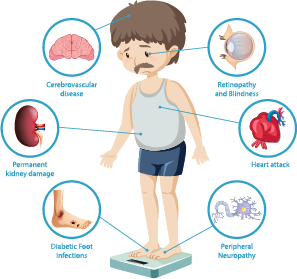 Cerebrovascular
disease
Retinopathy
and Blindness
Permanent
kidney damage
Heart attack
Diabetic Foot
Infections
Peripheral
Neuropathy